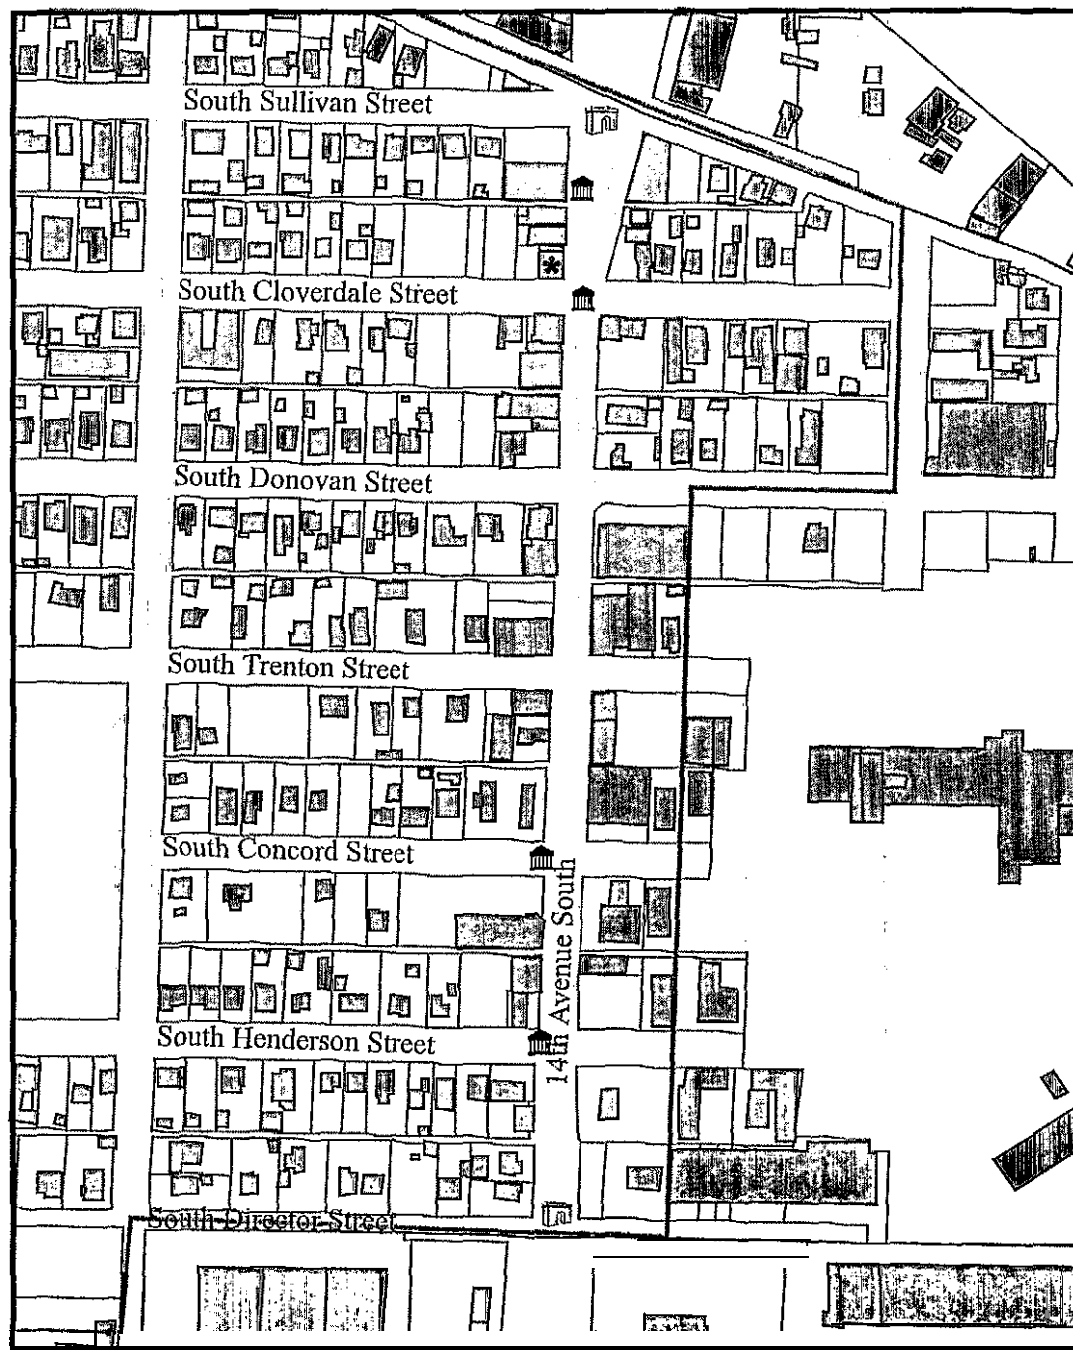 South Sullivan Street
South Cloverdale Street
South Donovan Street
South Trenton Street
South Concord Street
14th Avenue South
South Henderson Street
South Director Street